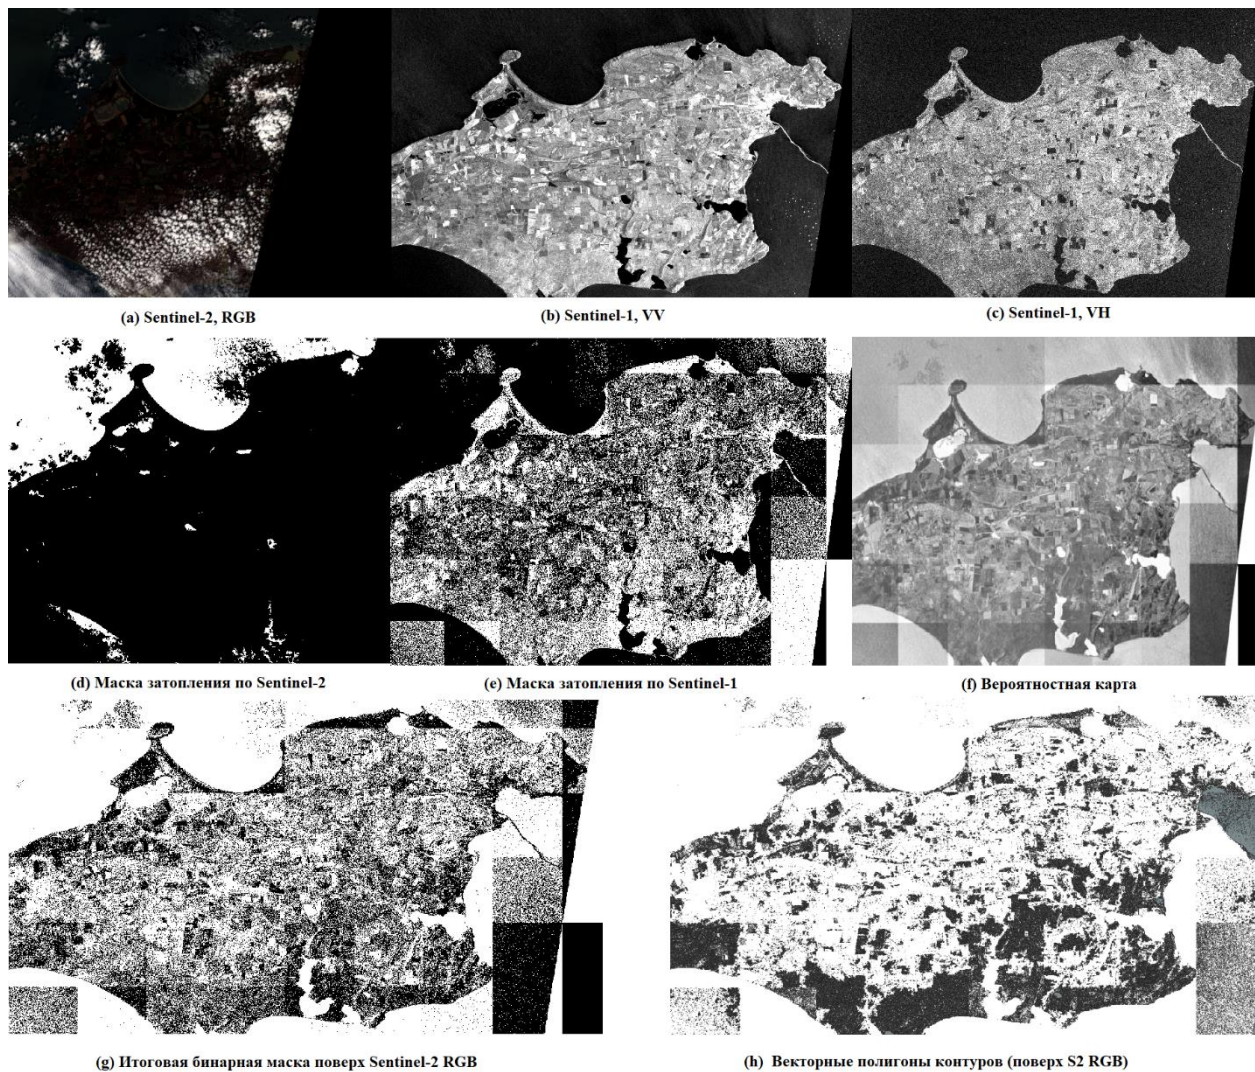 (a) Sentinel-2, RGB
(b) Sentinel-1, VV
(c) Sentinel-1, VH
(d) Маска затопления по Sentinel-2
(e) Маска затопления по Sentinel-1
(f) Вероятностная карта
(g) Итоговая бинарная маска поверх Sentinel-2 RGB
(h) Векторные полигоны контуров (поверх S2 RGB)